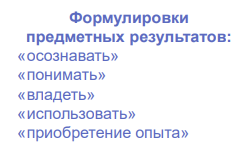 Формулировки
предметных результатов:
«осознавать»
«понимать»
«владеть»
«использовать»
«приобретение опыта»